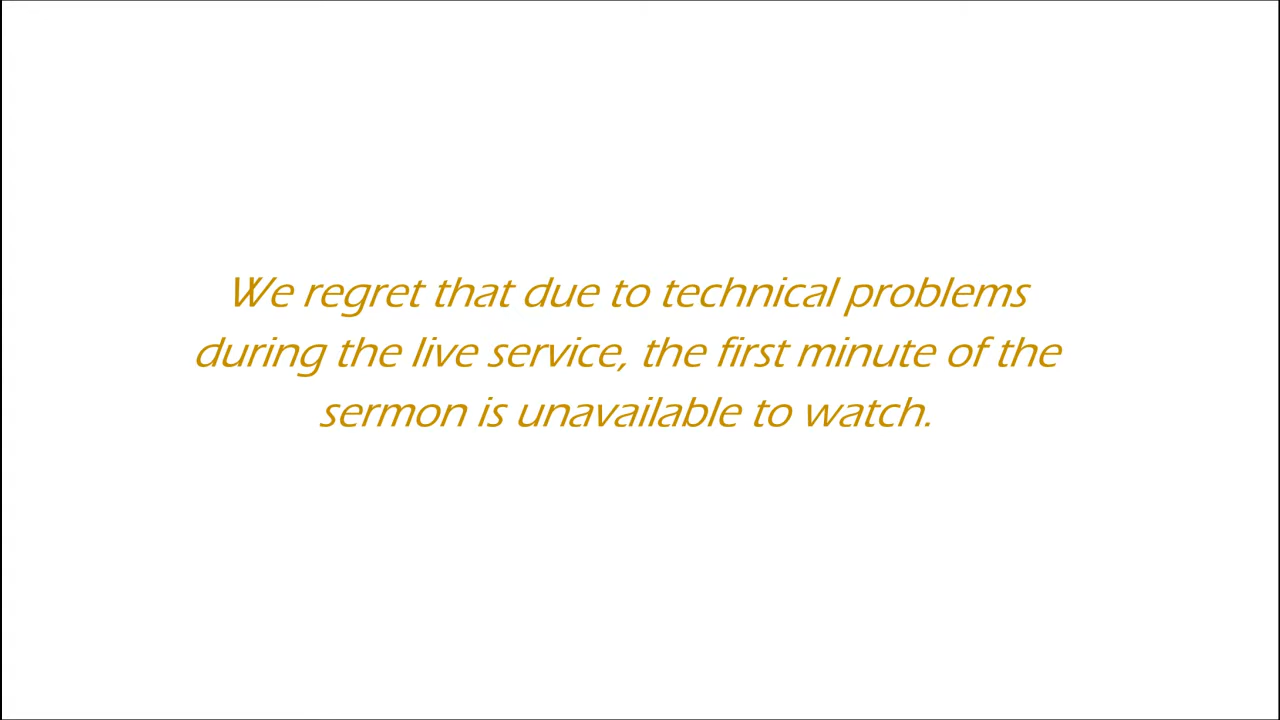 We regret that due to technical problems
during the live service, the first minute of the
sermon is unavailable to watch.